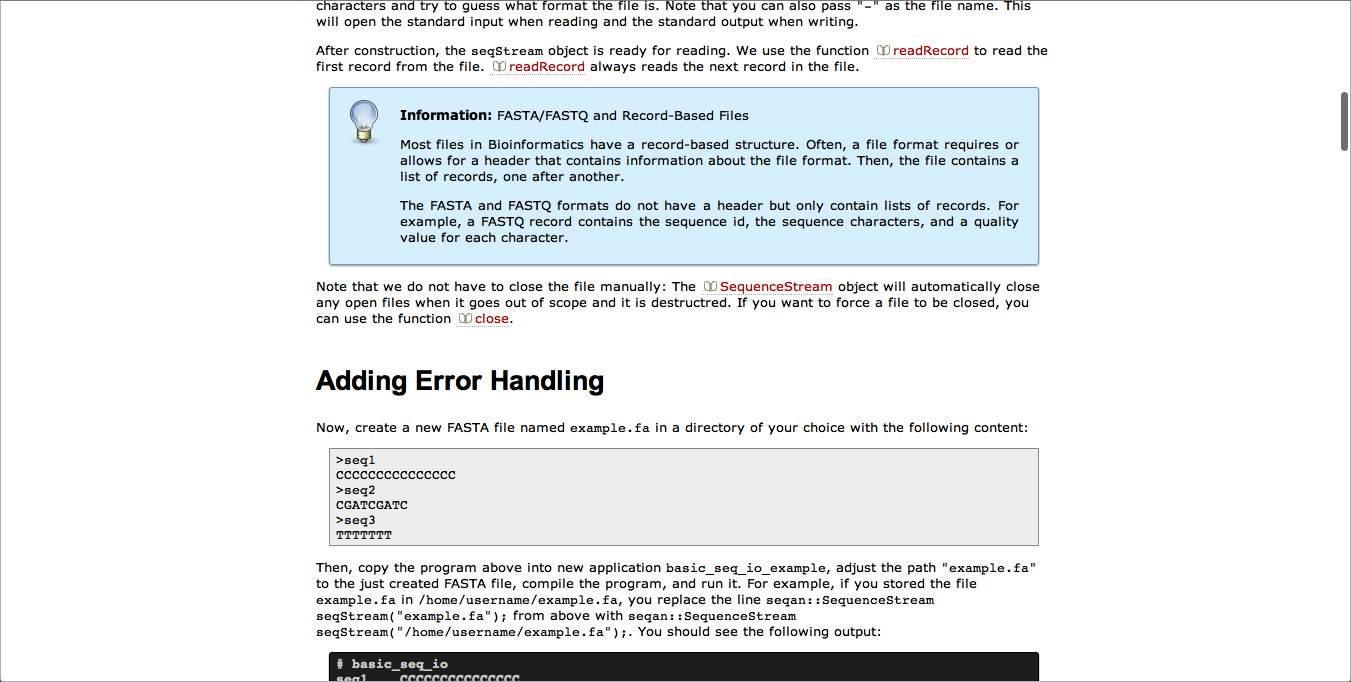 characters and try to guess what format the file is. Note that you can also pass "-" as the file name. This
will open the standard input when reading and the standard output when writing.
After construction, the seqStream object is ready for reading. We use the function readRecord to read the
first record from the file. readRecord always reads the next record in the file.
Information: FASTA/FASTQ and Record-Based Files
Most files in Bioinformatics have a record-based structure. Often, a file format requires or
allows for a header that contains information about the file format. Then, the file contains a
list of records, one after another.
The FASTA and FASTQ formats do not have a header but only contain lists of records. For
example, a FASTQ record contains the sequence id, the sequence characters, and a quality
value for each character.
Note that we do not have to close the file manually: The SequenceStream object will automatically close
any open files when it goes out of scope and it is destructred. If you want to force a file to be closed, you
can use the function close.
Adding Error Handling
Now, create a new FASTA file named example.fa in a directory of your choice with the following content:
>seq1
CCCCCCCCCCCCCCC
>seq2
CGATCGATC
>seq3
TTTTTTT
Then, copy the program above into new application basic_seq_io_example, adjust the path "example.fa"
to the just created FASTA file, compile the program, and run it. For example, if you stored the file
example.fa in /home/username/example.fa, you replace the line seqan::SequenceStream
seqStream("example.fa"); from above with seqan::SequenceStream
seqStream("/home/username/example.fa");. You should see the following output:
# basic_seq_io
seq1    CCCCCCCCCCCCCCC